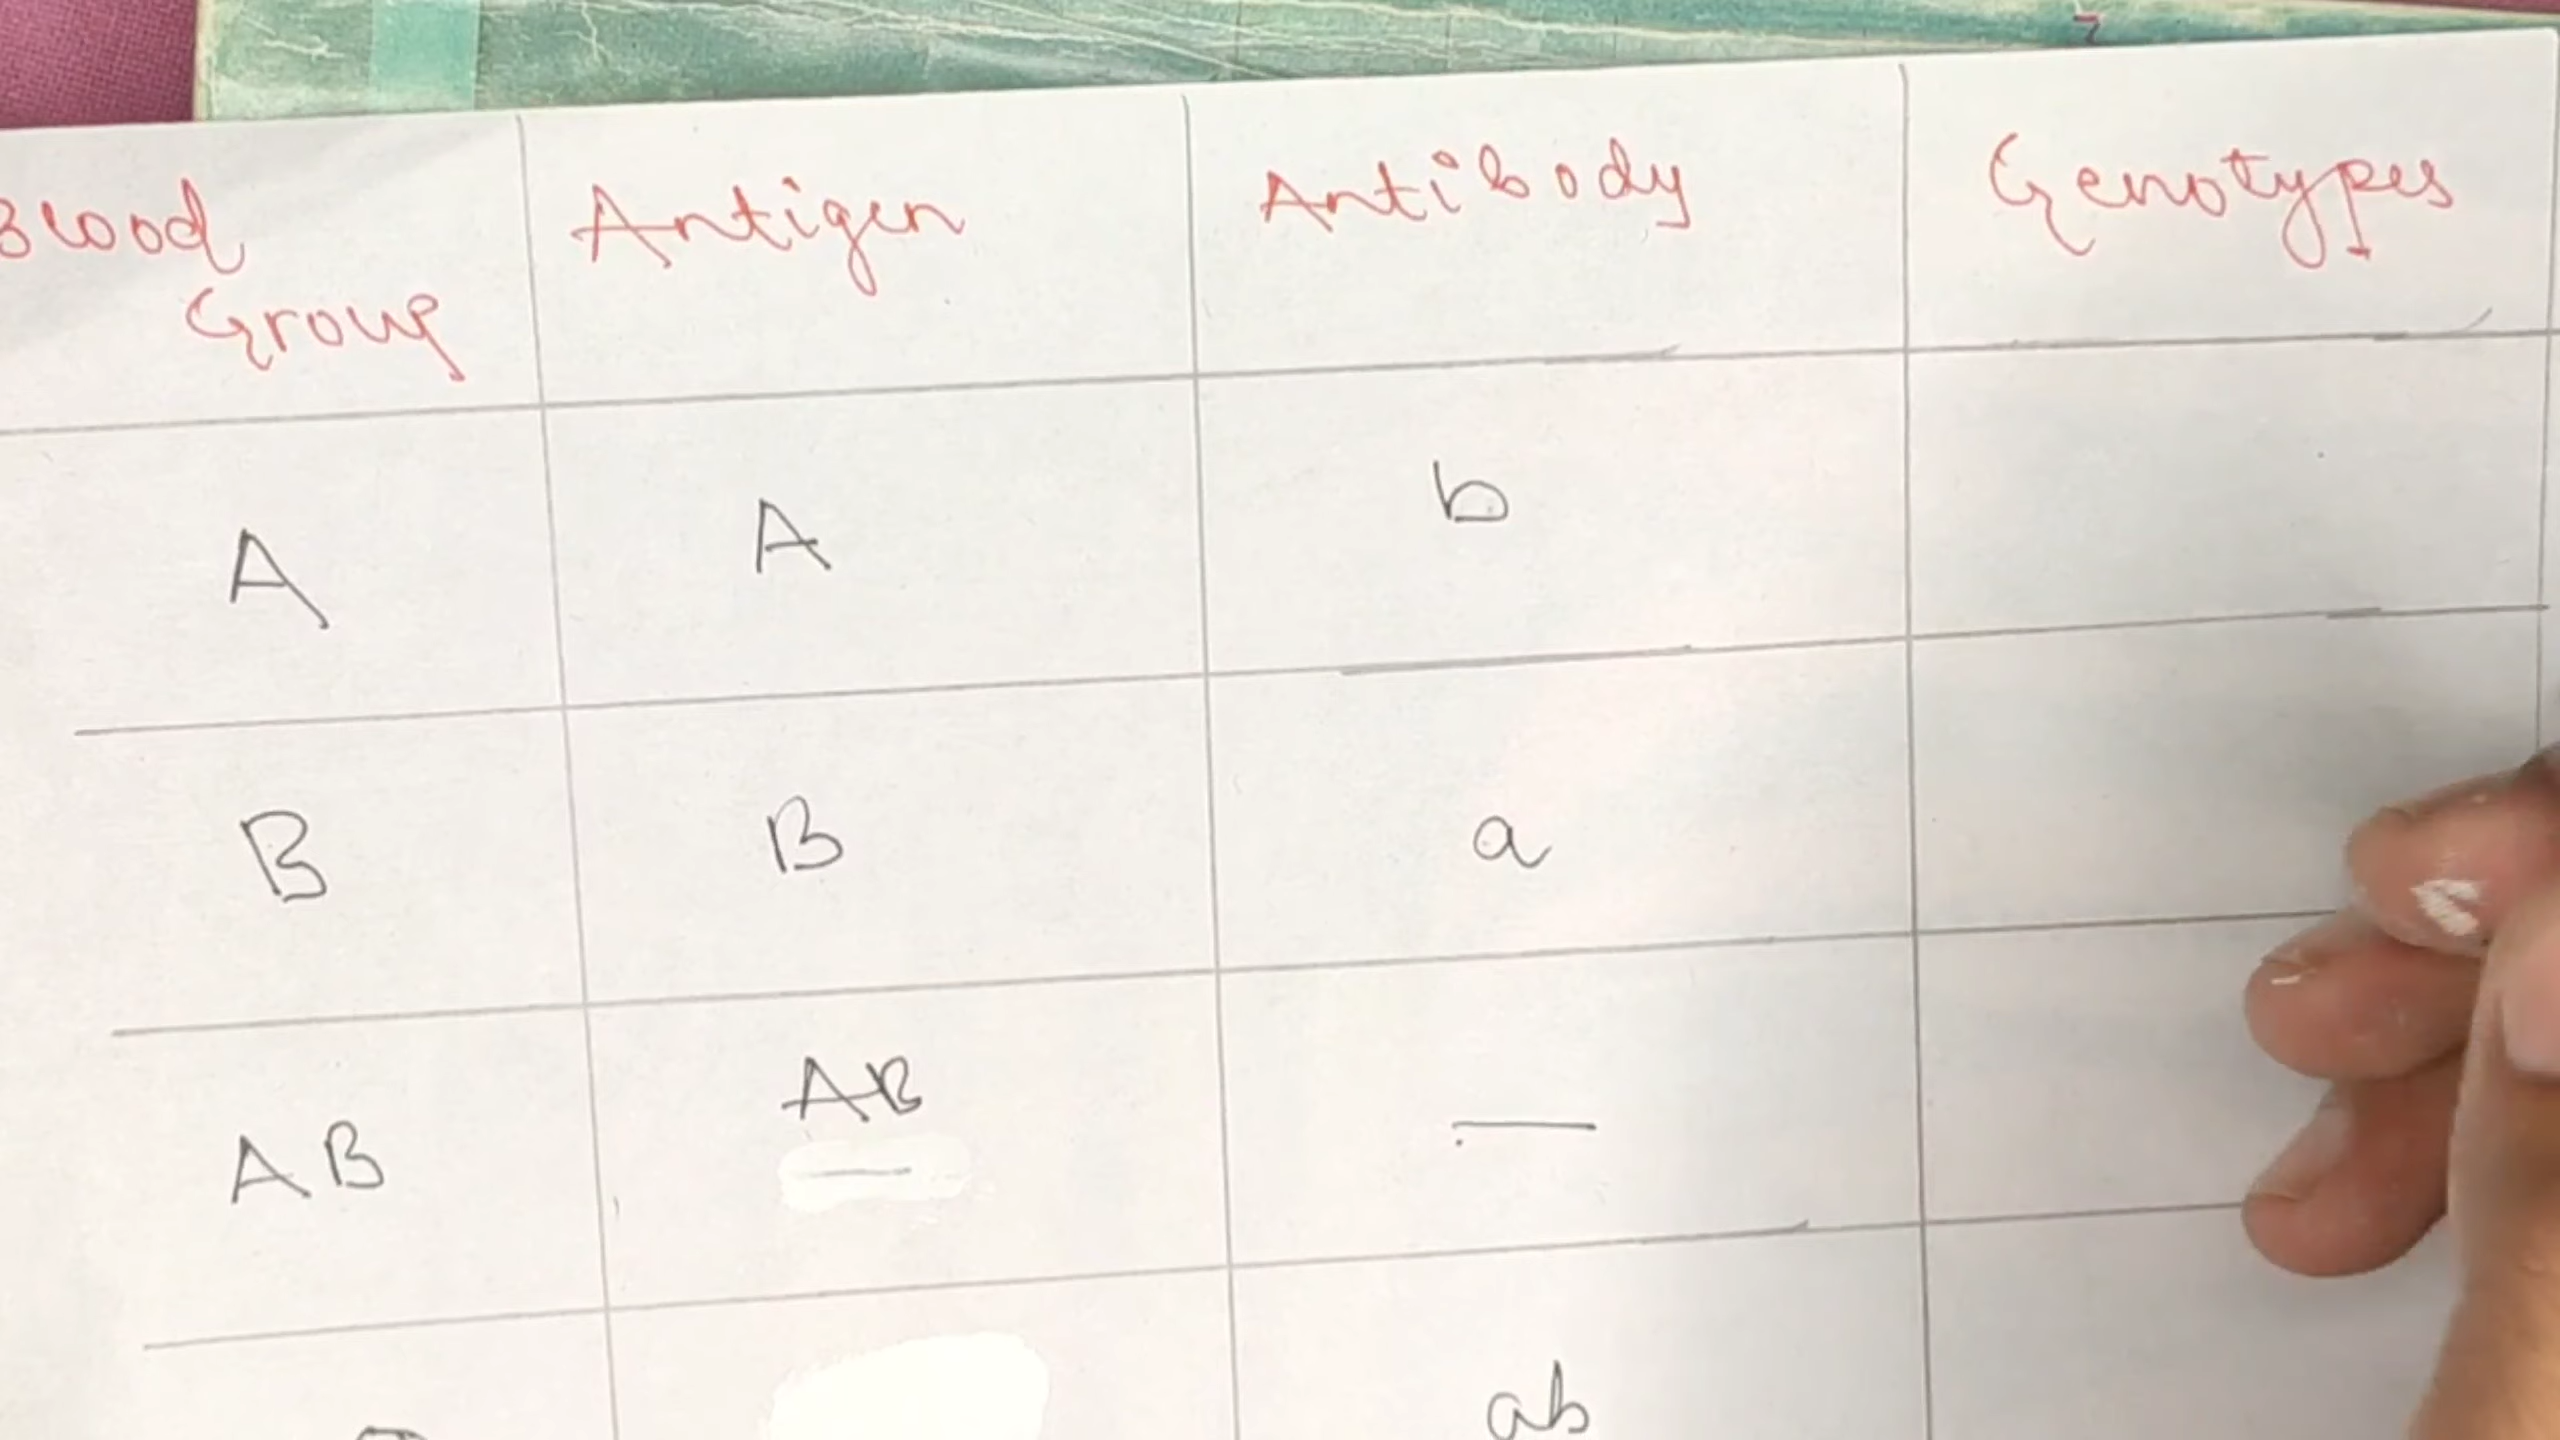 Blood Group
Antigen
Antibody
Genotypes
A
A
b
B
B
a
AB
AB
—
—
ab